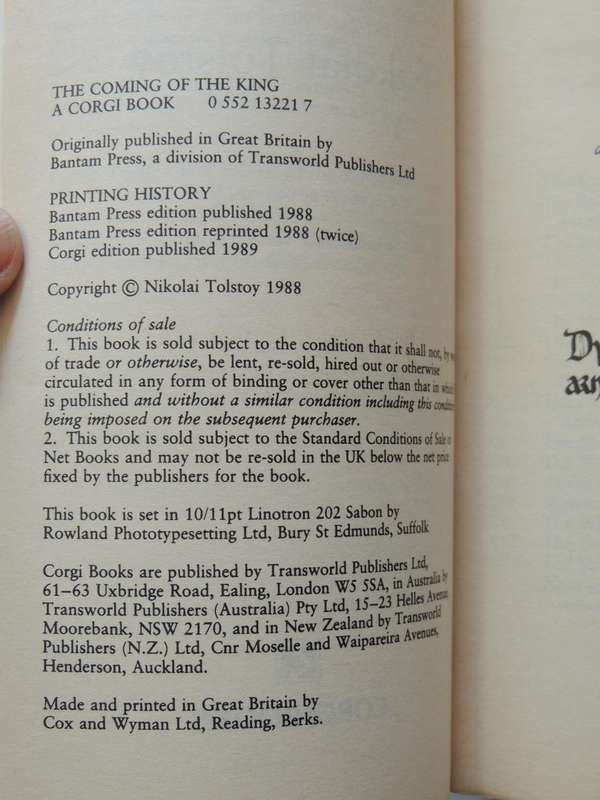 THE COMING OF THE KING
A CORGI BOOK 0 552 13221 7
Originally published in Great Britain by
Bantam Press, a division of Transworld Publishers Ltd
PRINTING HISTORY
Bantam Press edition published 1988
Bantam Press edition reprinted 1988 (twice)
Corgi edition published 1989
Copyright © Nikolai Tolstoy 1988
Conditions of sale
1. This book is sold subject to the condition that it shall not, by
of trade or otherwise, be lent, re-sold, hired out or otherwise
circulated in any form of binding or cover other than that in which
is published and without a similar condition including this condition
being imposed on the subsequent purchaser.
2. This book is sold subject to the Standard Conditions of Sale of
Net Books and may not be re-sold in the UK below the net price
fixed by the publishers for the book.
This book is set in 10/11pt Linotron 202 Sabon by
Rowland Phototypesetting Ltd, Bury St Edmunds, Suffolk
Corgi Books are published by Transworld Publishers Ltd,
61–63 Uxbridge Road, Ealing, London W5 5SA, in Australia by
Transworld Publishers (Australia) Pty Ltd, 15–23 Helles Avenue,
Moorebank, NSW 2170, and in New Zealand by Transworld
Publishers (N.Z.) Ltd, Cnr Moselle and Waipareira Avenues,
Henderson, Auckland.
Made and printed in Great Britain by
Cox and Wyman Ltd, Reading, Berks.